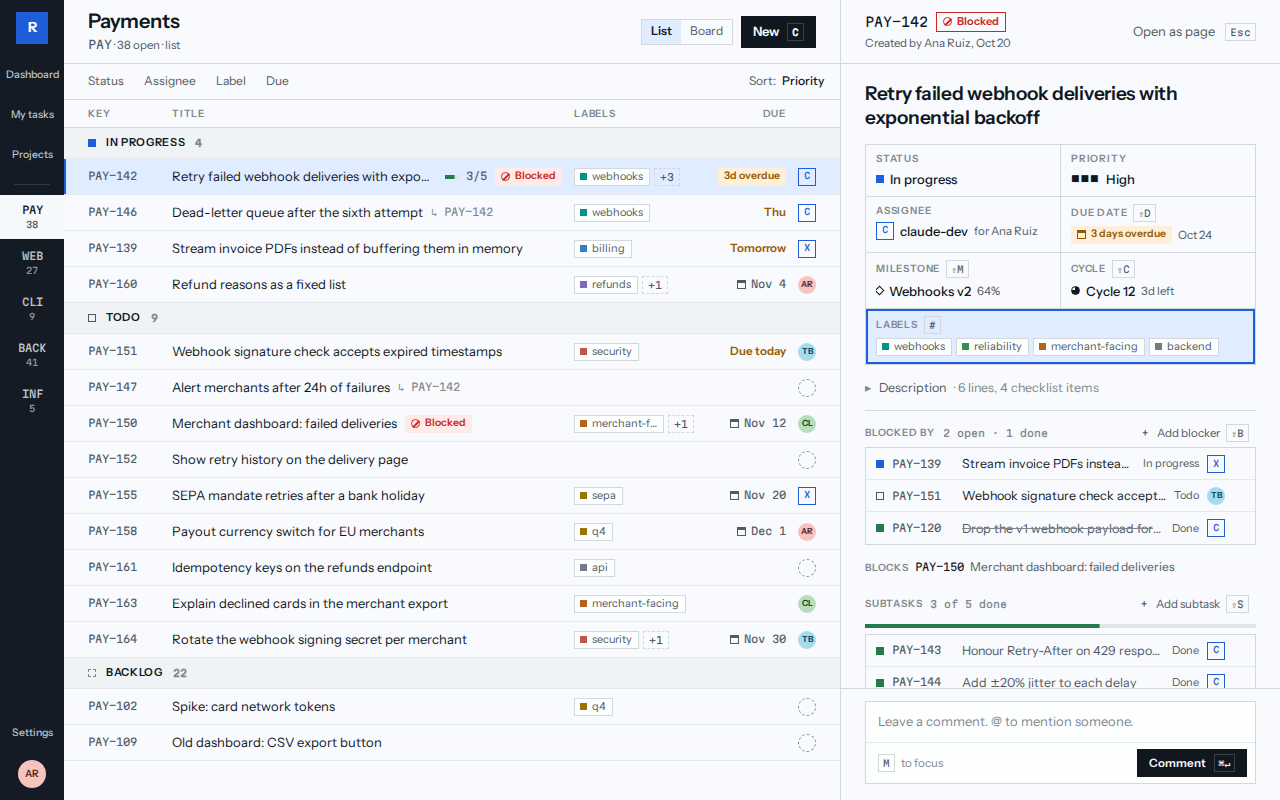 R
Dashboard
My tasks
Projects
PAY
38
WEB
27
CLI
9
BACK
41
INF
5
Settings
AR
Payments
PAY · 38 open · list
List
Board
New C
Status Assignee Label Due
Sort: Priority
KEY TITLE LABELS DUE
IN PROGRESS 4
PAY-142 Retry failed webhook deliveries with expo… 3/5 Blocked webhooks +3 3d overdue C
PAY-146 Dead-letter queue after the sixth attempt ↳ PAY-142 webhooks Thu C
PAY-139 Stream invoice PDFs instead of buffering them in memory billing Tomorrow X
PAY-160 Refund reasons as a fixed list refunds +1 Nov 4 AR
TODO 9
PAY-151 Webhook signature check accepts expired timestamps security Due today TB
PAY-147 Alert merchants after 24h of failures ↳ PAY-142
PAY-150 Merchant dashboard: failed deliveries Blocked merchant-f… +1 Nov 12 CL
PAY-152 Show retry history on the delivery page
PAY-155 SEPA mandate retries after a bank holiday sepa Nov 20 X
PAY-158 Payout currency switch for EU merchants q4 Dec 1 AR
PAY-161 Idempotency keys on the refunds endpoint api
PAY-163 Explain declined cards in the merchant export merchant-facing CL
PAY-164 Rotate the webhook signing secret per merchant security +1 Nov 30 TB
BACKLOG 22
PAY-102 Spike: card network tokens q4
PAY-109 Old dashboard: CSV export button
PAY-142 Blocked
Created by Ana Ruiz, Oct 20
Open as page Esc
Retry failed webhook deliveries with
exponential backoff
STATUS
In progress
PRIORITY
High
ASSIGNEE
C claude-dev for Ana Ruiz
DUE DATE ⇧D
3 days overdue Oct 24
MILESTONE ⇧M
Webhooks v2 64%
CYCLE ⇧C
Cycle 12 3d left
LABELS #
webhooks reliability merchant-facing backend
▸ Description · 6 lines, 4 checklist items
BLOCKED BY 2 open · 1 done + Add blocker ⇧B
PAY-139 Stream invoice PDFs instea… In progress X
PAY-151 Webhook signature check accept… Todo TB
PAY-120 Drop the v1 webhook payload for… Done C
BLOCKS PAY-150 Merchant dashboard: failed deliveries
SUBTASKS 3 of 5 done + Add subtask ⇧S
PAY-143 Honour Retry-After on 429 respo… Done C
PAY-144 Add ±20% jitter to each delay Done C
Leave a comment. @ to mention someone.
M to focus
Comment ⌘↵